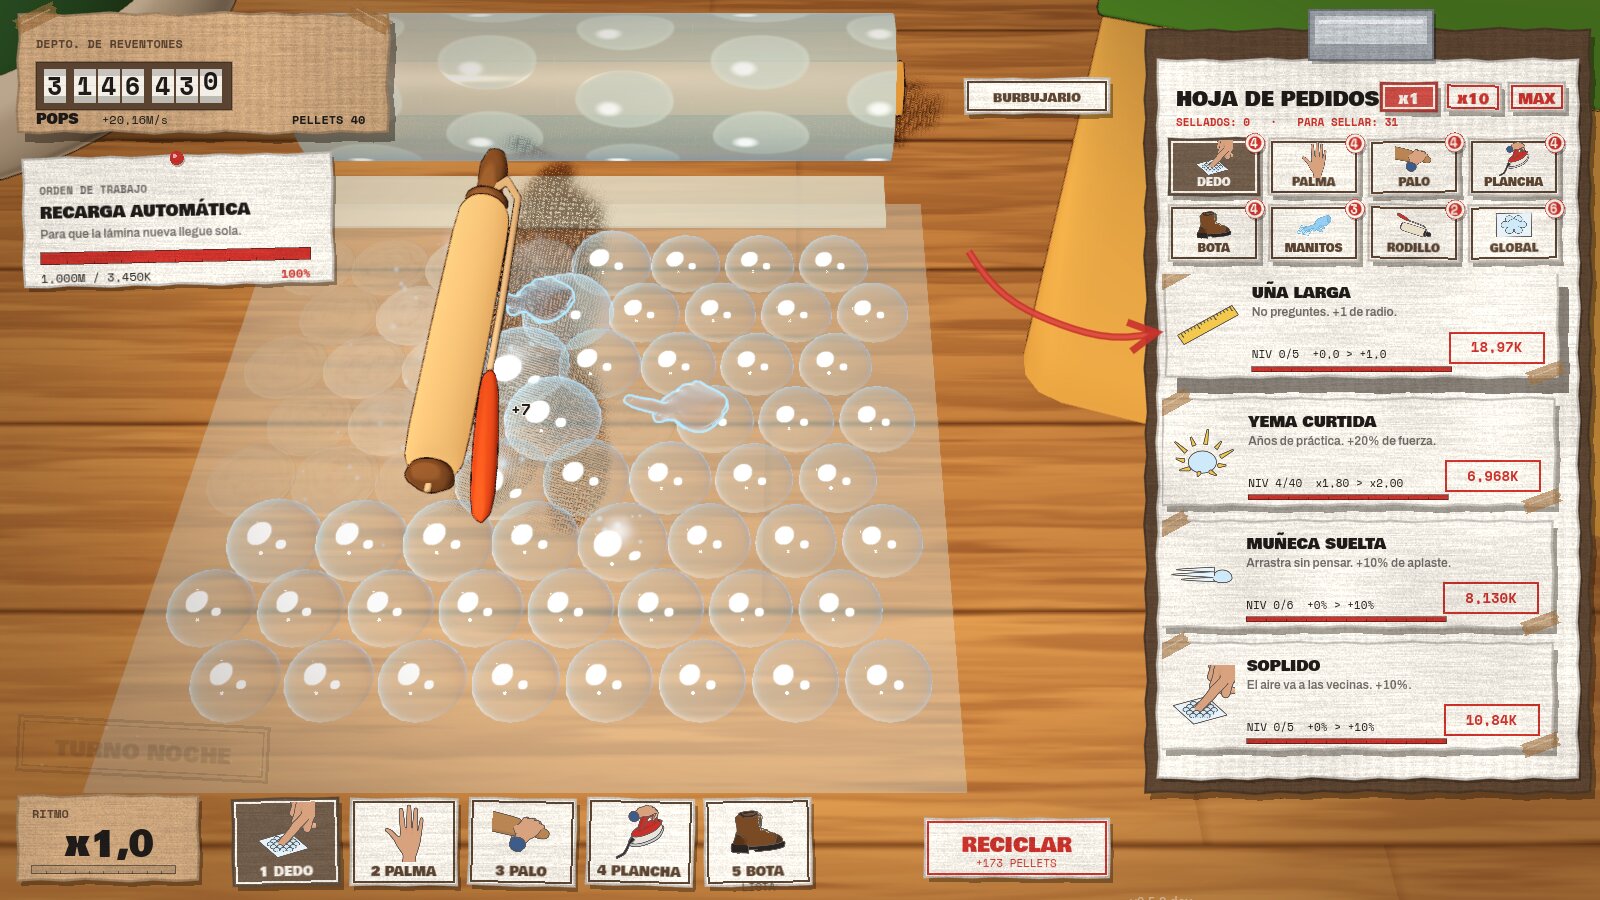 DEPTO. DE REVENTONES
3 146 430
POPS +20,16M/s PELLETS 40
ORDEN DE TRABAJO
RECARGA AUTOMÁTICA
Para que la lámina nueva llegue sola.
1.000M / 3.450K 100%
BURBUJARIO
HOJA DE PEDIDOS x1 x10 MAX
SELLADOS: 0 · PARA SELLAR: 31
4 4 4 4
DEDO PALMA PALO PLANCHA
4 3 2 6
BOTA MANITOS RODILLO GLOBAL
UÑA LARGA
No preguntes. +1 de radio.
NIV 0/5 +0,0 > +1,0
18,97K
YEMA CURTIDA
Años de práctica. +20% de fuerza.
NIV 4/40 x1,80 > x2,00
6,968K
MUÑECA SUELTA
Arrastra sin pensar. +10% de aplaste.
NIV 0/6 +0% > +10%
8,130K
SOPLIDO
El aire va a las vecinas. +10%.
NIV 0/5 +0% > +10%
10,84K
+7
TURNO NOCHE
RITMO
x1,0
1 DEDO 2 PALMA 3 PALO 4 PLANCHA 5 BOTA
LISTA
RECICLAR
+173 PELLETS